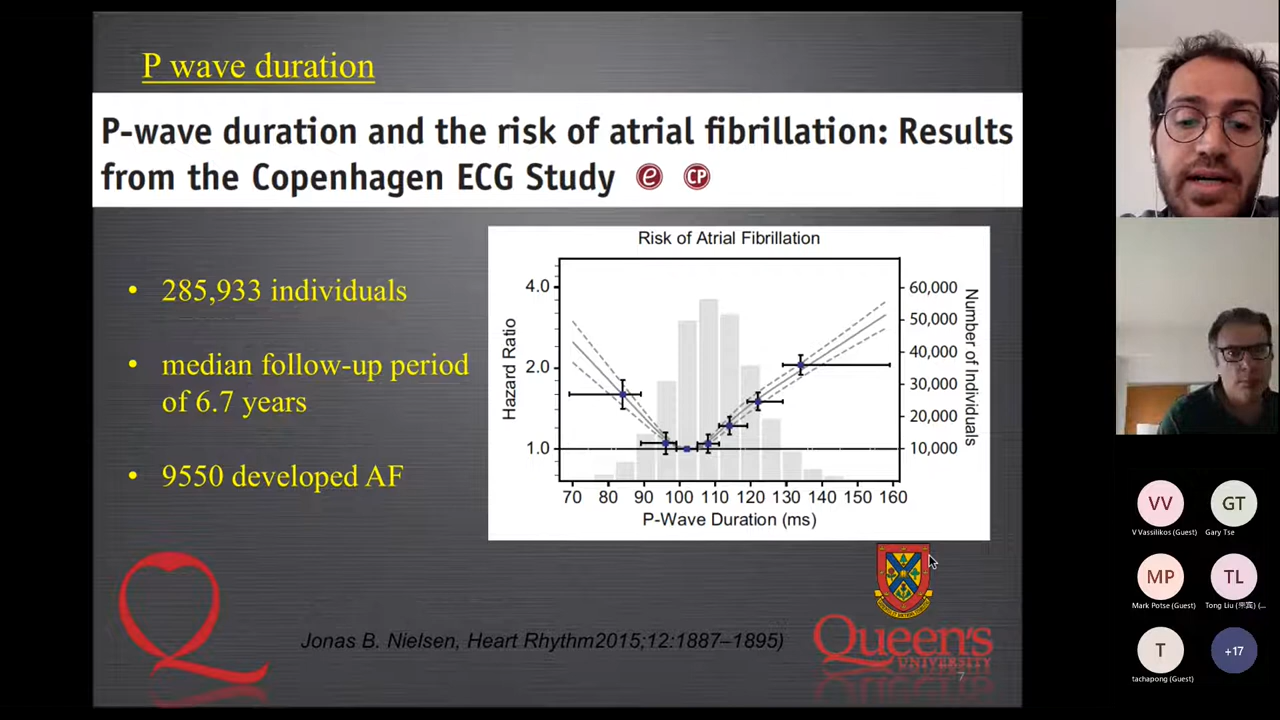 P wave duration
P-wave duration and the risk of atrial fibrillation: Results
from the Copenhagen ECG Study e CP
• 285,933 individuals
• median follow-up period
of 6.7 years
• 9550 developed AF
Risk of Atrial Fibrillation
Hazard Ratio
4.0
2.0
1.0
60,000
50,000
40,000
30,000
20,000
10,000
Number of Individuals
70 80 90 100 110 120 130 140 150 160
P-Wave Duration (ms)
Jonas B. Nielsen, Heart Rhythm2015;12:1887–1895)
Queen's
UNIVERSITY
7
VV
V Vassilikos (Guest)
GT
Gary Tse
MP
Mark Potse (Guest)
TL
T
tachapong (Guest)
+17